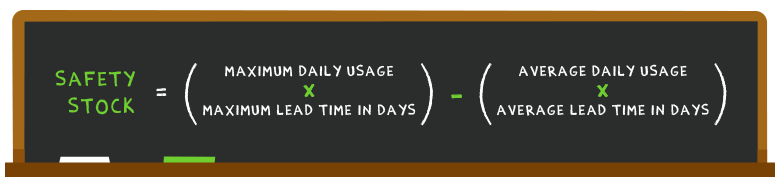 SAFETY STOCK = ( MAXIMUM DAILY USAGE X MAXIMUM LEAD TIME IN DAYS ) - ( AVERAGE DAILY USAGE X AVERAGE LEAD TIME IN DAYS )